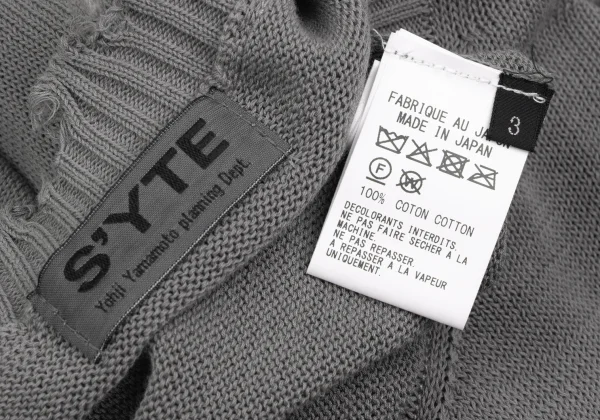 S'YTE
Yohji Yamamoto planning Dept.
3
FABRIQUE AU JAPON
MADE IN JAPAN
F
W
100% COTON COTTON
DECOLORANTS INTERDITS.
NE PAS FAIRE SECHER A LA
MACHINE.
NE PAS REPASSER.
A REPASSER A LA VAPEUR
UNIQUEMENT.